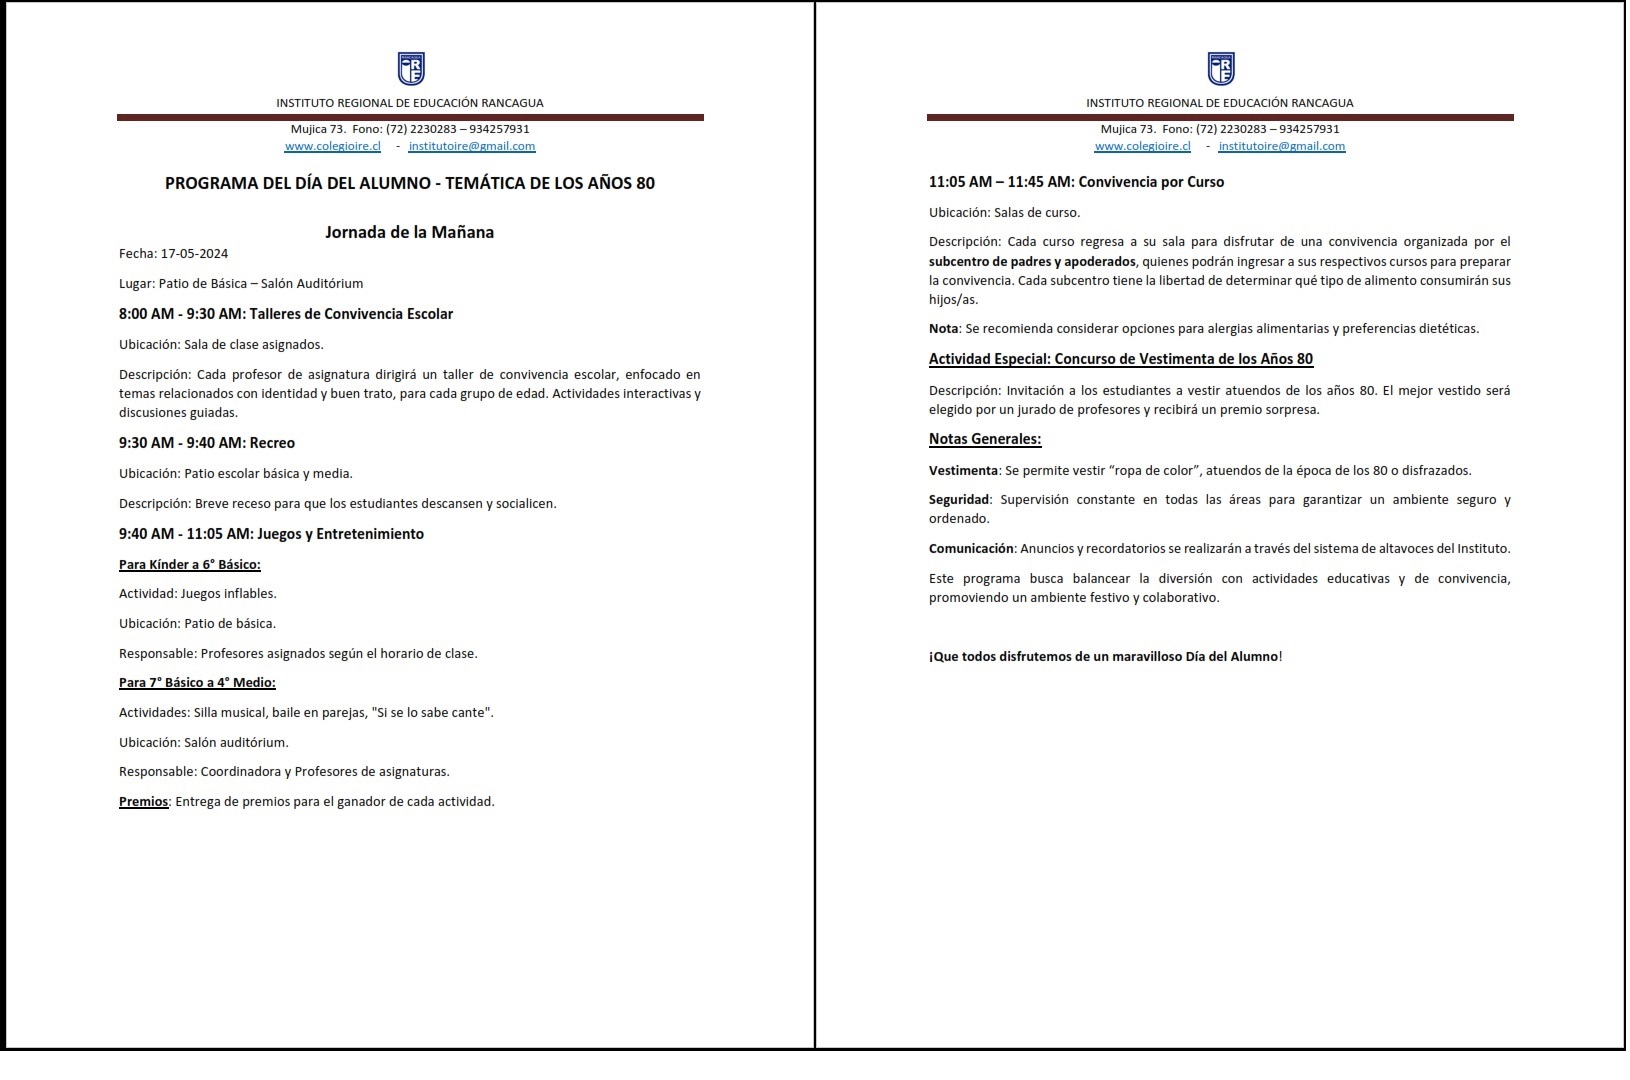 INSTITUTO REGIONAL DE EDUCACIÓN RANCAGUA
Mujica 73.  Fono: (72) 2230283 – 934257931
www.colegioire.cl - institutoire@gmail.com
PROGRAMA DEL DÍA DEL ALUMNO - TEMÁTICA DE LOS AÑOS 80
Jornada de la Mañana
Fecha: 17-05-2024
Lugar: Patio de Básica – Salón Auditórium
8:00 AM - 9:30 AM: Talleres de Convivencia Escolar
Ubicación: Sala de clase asignados.
Descripción: Cada profesor de asignatura dirigirá un taller de convivencia escolar, enfocado en
temas relacionados con identidad y buen trato, para cada grupo de edad. Actividades interactivas y
discusiones guiadas.
9:30 AM - 9:40 AM: Recreo
Ubicación: Patio escolar básica y media.
Descripción: Breve receso para que los estudiantes descansen y socialicen.
9:40 AM - 11:05 AM: Juegos y Entretenimiento
Para Kínder a 6° Básico:
Actividad: Juegos inflables.
Ubicación: Patio de básica.
Responsable: Profesores asignados según el horario de clase.
Para 7° Básico a 4° Medio:
Actividades: Silla musical, baile en parejas, "Si se lo sabe cante".
Ubicación: Salón auditórium.
Responsable: Coordinadora y Profesores de asignaturas.
Premios: Entrega de premios para el ganador de cada actividad.
INSTITUTO REGIONAL DE EDUCACIÓN RANCAGUA
Mujica 73.  Fono: (72) 2230283 – 934257931
www.colegioire.cl - institutoire@gmail.com
11:05 AM – 11:45 AM: Convivencia por Curso
Ubicación: Salas de curso.
Descripción: Cada curso regresa a su sala para disfrutar de una convivencia organizada por el
subcentro de padres y apoderados, quienes podrán ingresar a sus respectivos cursos para preparar
la convivencia. Cada subcentro tiene la libertad de determinar qué tipo de alimento consumirán sus
hijos/as.
Nota: Se recomienda considerar opciones para alergias alimentarias y preferencias dietéticas.
Actividad Especial: Concurso de Vestimenta de los Años 80
Descripción: Invitación a los estudiantes a vestir atuendos de los años 80. El mejor vestido será
elegido por un jurado de profesores y recibirá un premio sorpresa.
Notas Generales:
Vestimenta: Se permite vestir “ropa de color”, atuendos de la época de los 80 o disfrazados.
Seguridad: Supervisión constante en todas las áreas para garantizar un ambiente seguro y
ordenado.
Comunicación: Anuncios y recordatorios se realizarán a través del sistema de altavoces del Instituto.
Este programa busca balancear la diversión con actividades educativas y de convivencia,
promoviendo un ambiente festivo y colaborativo.
¡Que todos disfrutemos de un maravilloso Día del Alumno!